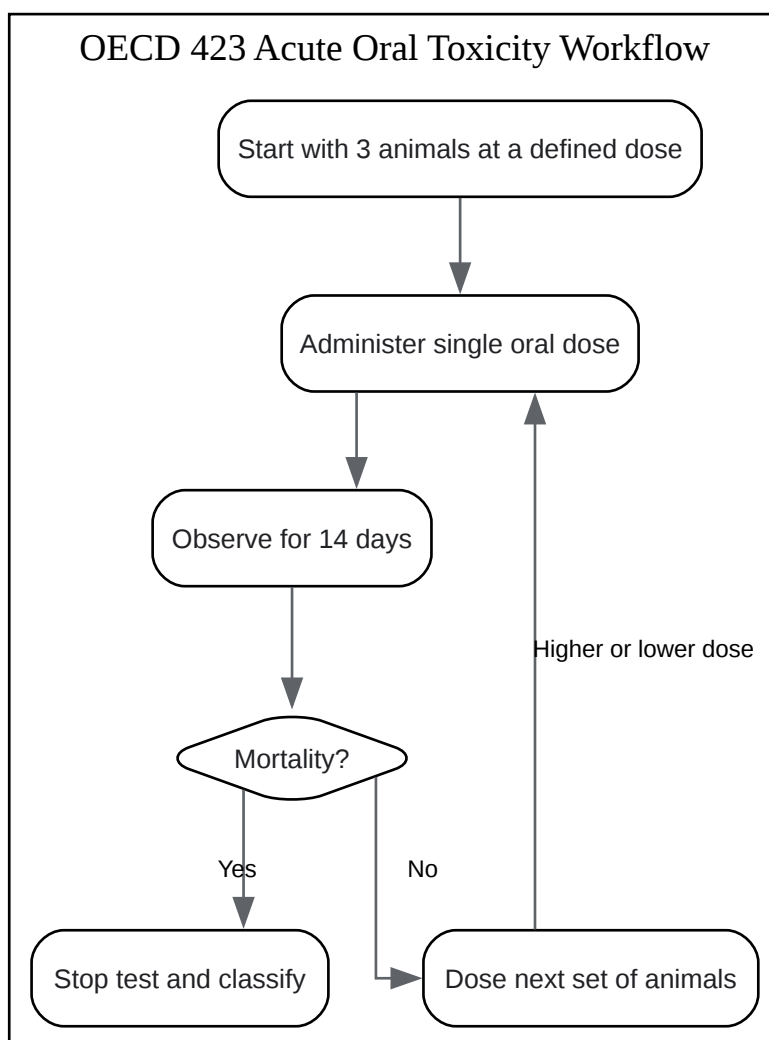 OECD 423 Acute Oral Toxicity Workflow
Start with 3 animals at a defined dose
Administer single oral dose
Observe for 14 days
Higher or lower dose
Mortality?
Yes
No
Stop test and classify
Dose next set of animals